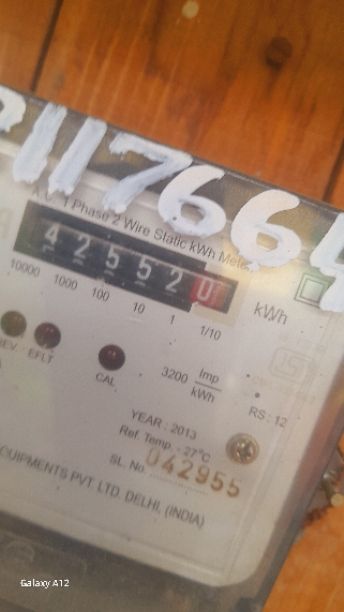 117664
A.C. 1 Phase 2 Wire Static kWh Meter
4 2 5 5 2 0
kWh
10000 1000 100 10 1 1/10
REV. EFLT
CAL
3200 Imp/kWh
RS : 12
YEAR : 2013
Ref. Temp. - 27°C
SL. No. 042955
EQUIPMENTS PVT. LTD. DELHI, (INDIA)
Galaxy A12